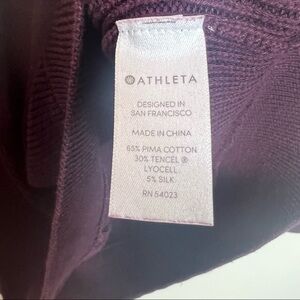 ATHLETA
DESIGNED IN
SAN FRANCISCO
MADE IN CHINA
65% PIMA COTTON
30% TENCEL®
LYOCELL
5% SILK
RN 54023